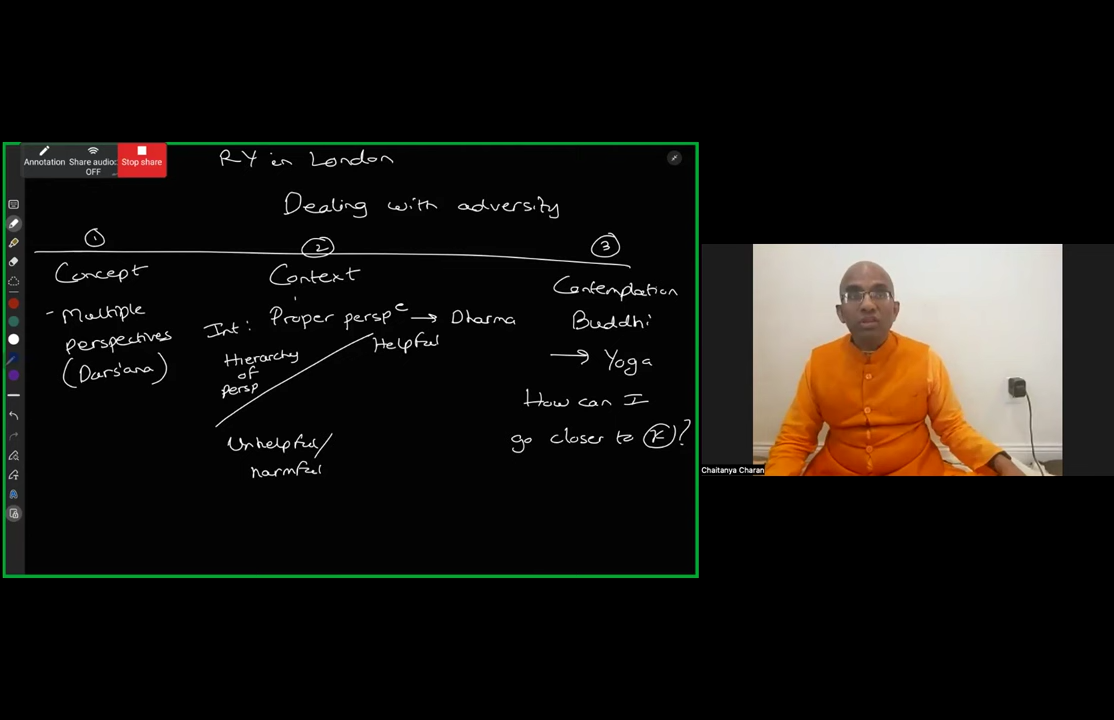 Annotation
Share audio:
OFF
Stop share
RY in London
Dealing with adversity
1
2
3
Concept
- Multiple
perspectives
(Darśana)
Context
Int: Proper persp^e → Dharma
Helpful
Hierarchy
of
persp
Unhelpful/
harmful
Contemplation
Buddhi
→ Yoga
How can I
go closer to K?
Chaitanya Charan